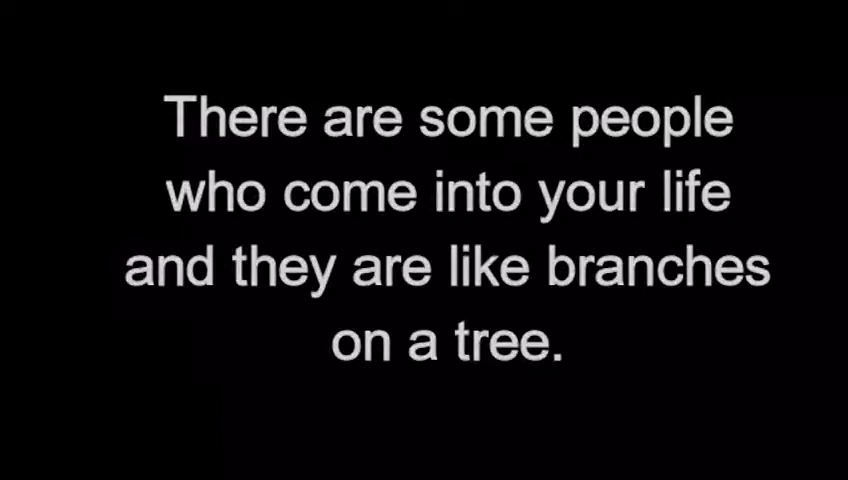 There are some people
who come into your life
and they are like branches
on a tree.